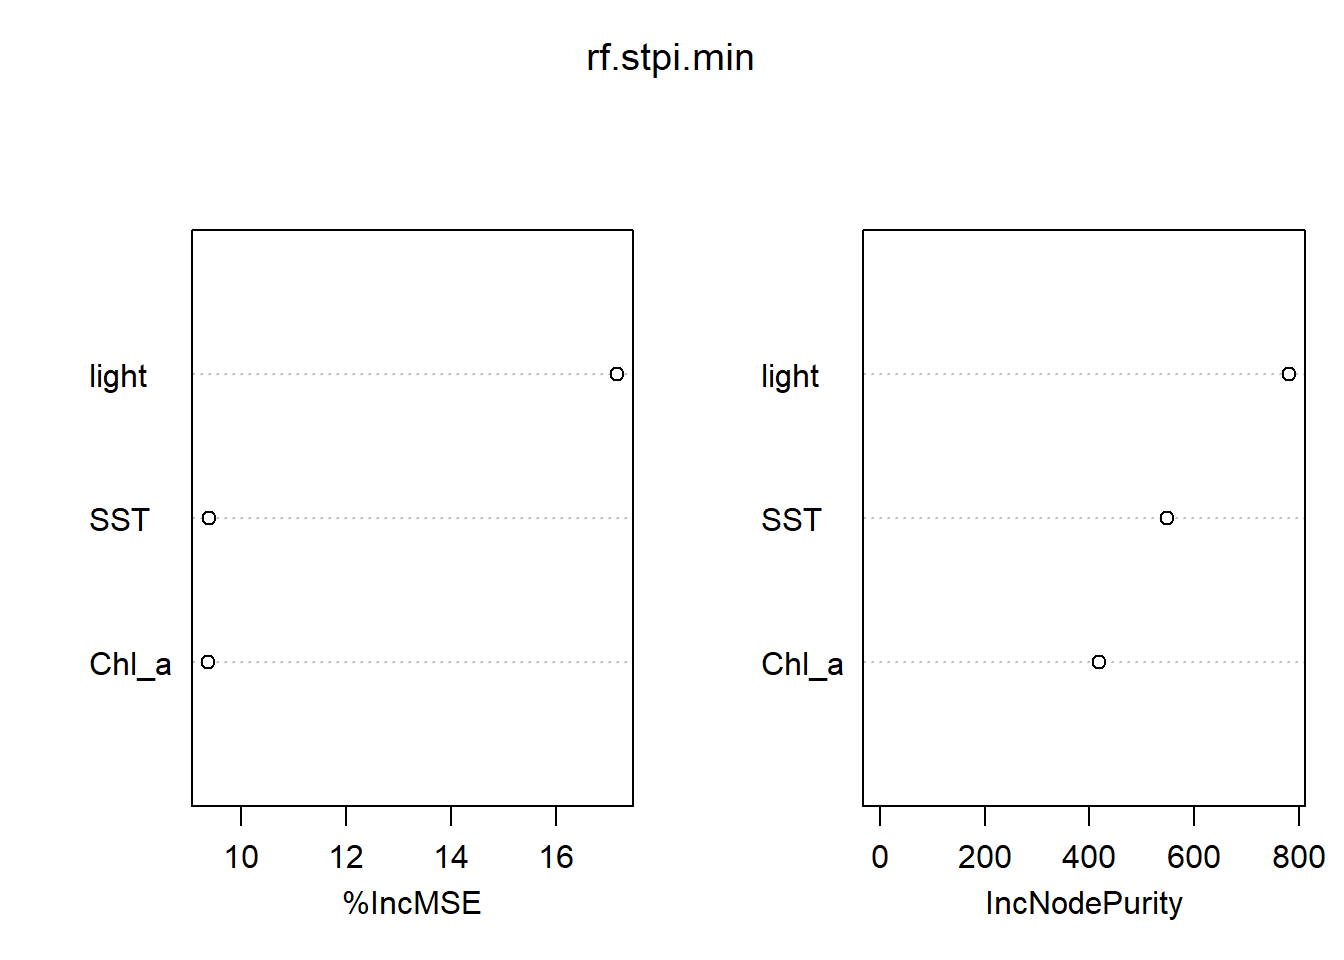 rf.stpi.min
light
SST
Chl_a
10 12 14 16
%IncMSE
light
SST
Chl_a
0 200 400 600 800
IncNodePurity